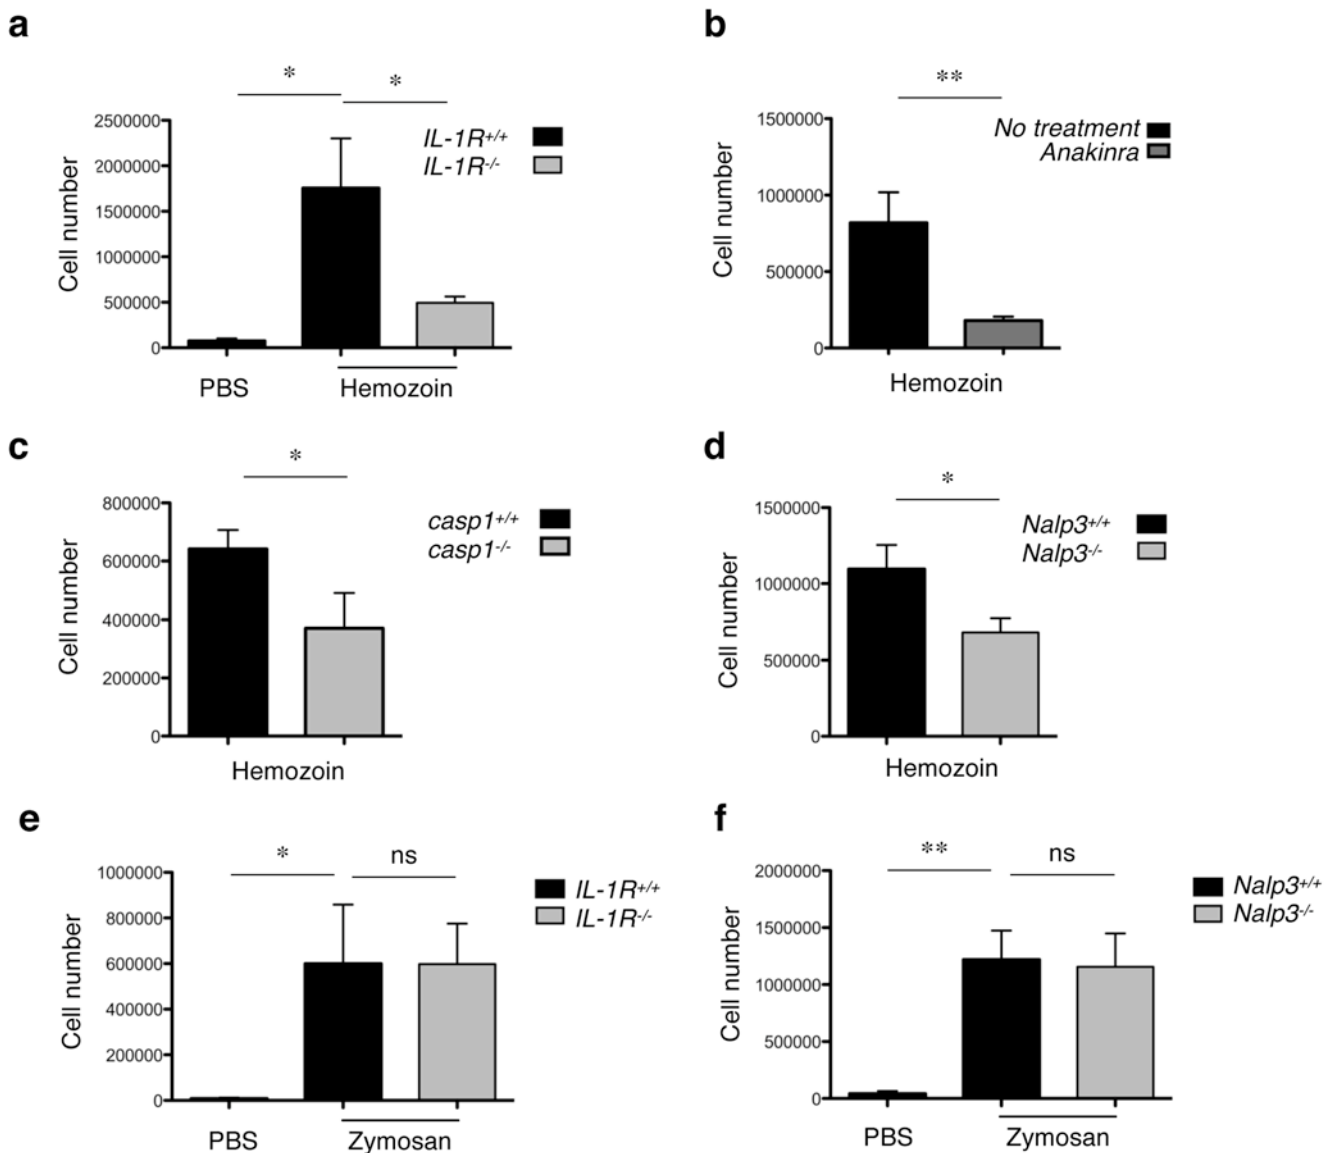 a
*
*
2500000
2000000
1500000
1000000
500000
0
Cell number
IL-1R+/+
IL-1R-/-
PBS
Hemozoin
b
**
1500000
1000000
500000
0
Cell number
No treatment
Anakinra
Hemozoin
c
*
800000
600000
400000
200000
0
Cell number
casp1+/+
casp1-/-
Hemozoin
d
*
1500000
1000000
500000
0
Cell number
Nalp3+/+
Nalp3-/-
Hemozoin
e
*
ns
1000000
800000
600000
400000
200000
0
Cell number
IL-1R+/+
IL-1R-/-
PBS
Zymosan
f
**
ns
2000000
1500000
1000000
500000
0
Cell number
Nalp3+/+
Nalp3-/-
PBS
Zymosan